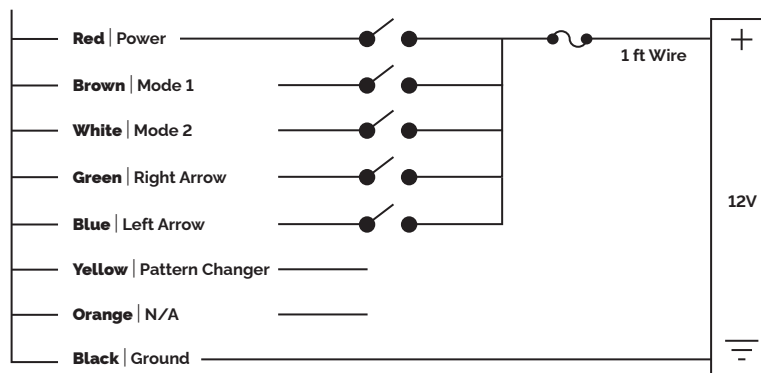 Red | Power
1 ft Wire
+
Brown | Mode 1
White | Mode 2
Green | Right Arrow
12V
Blue | Left Arrow
Yellow | Pattern Changer
Orange | N/A
Black | Ground